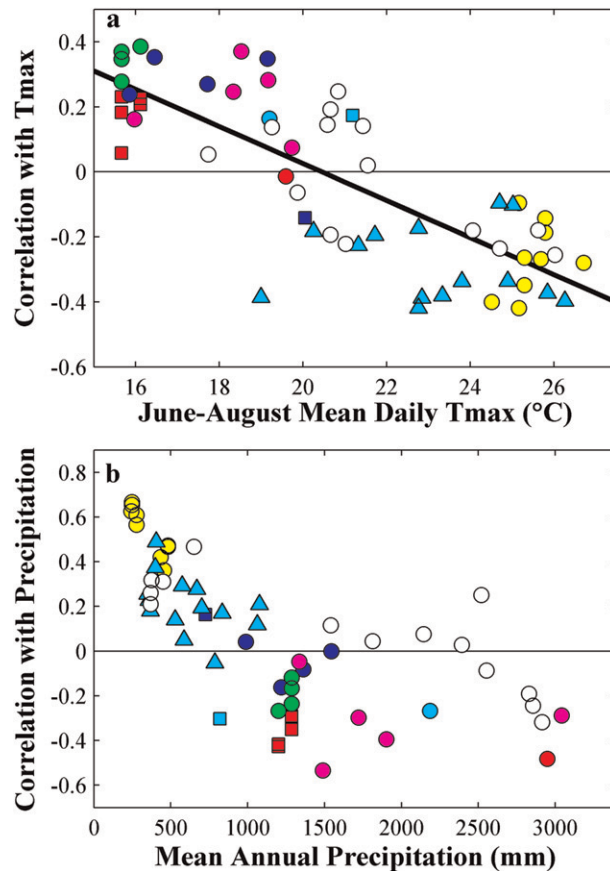 a
0.4
0.2
0
-0.2
-0.4
-0.6
Correlation with Tmax
16 18 20 22 24 26
June-August Mean Daily Tmax (°C)
b
0.8
0.6
0.4
0.2
0
-0.2
-0.4
-0.6
Correlation with Precipitation
0 500 1000 1500 2000 2500 3000
Mean Annual Precipitation (mm)